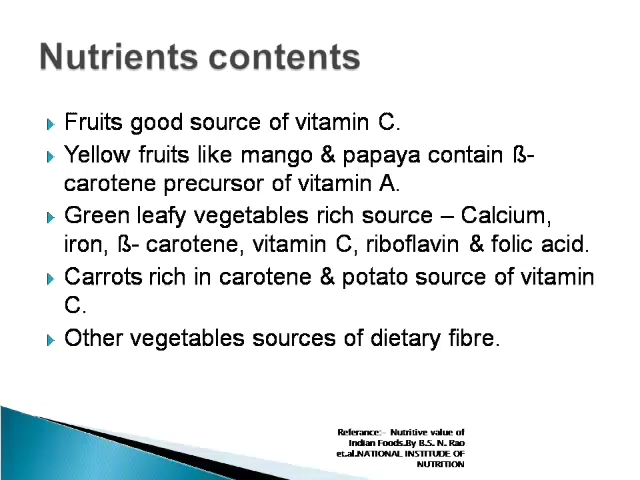 Nutrients contents
Fruits good source of vitamin C.
Yellow fruits like mango & papaya contain ß-
carotene precursor of vitamin A.
Green leafy vegetables rich source – Calcium,
iron, ß- carotene, vitamin C, riboflavin & folic acid.
Carrots rich in carotene & potato source of vitamin
C.
Other vegetables sources of dietary fibre.
Referance:- Nutritive value of
Indian Foods.By B.S. N. Rao
et.al.NATIONAL INSTITUDE OF
NUTRITION